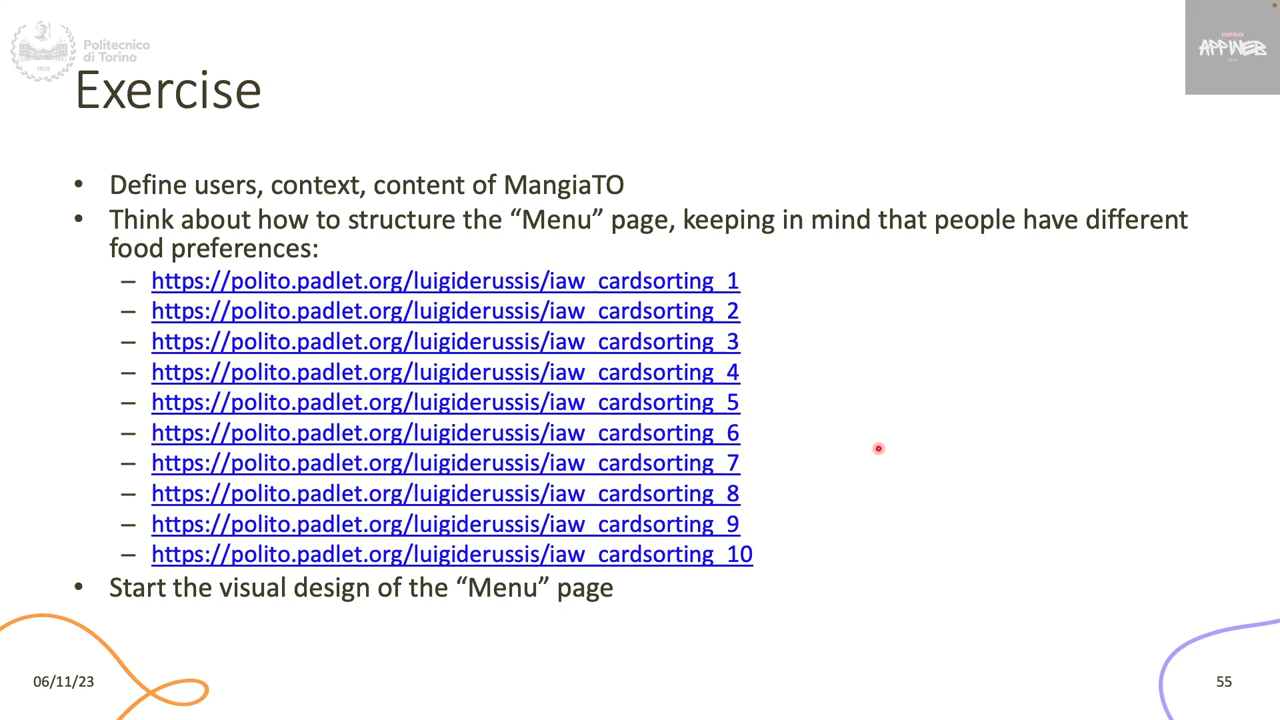 Politecnico
di Torino
1859
INTRO
APPWEB
Exercise
• Define users, context, content of MangiaTO
• Think about how to structure the “Menu” page, keeping in mind that people have different
food preferences:
– https://polito.padlet.org/luigiderussis/iaw_cardsorting_1
– https://polito.padlet.org/luigiderussis/iaw_cardsorting_2
– https://polito.padlet.org/luigiderussis/iaw_cardsorting_3
– https://polito.padlet.org/luigiderussis/iaw_cardsorting_4
– https://polito.padlet.org/luigiderussis/iaw_cardsorting_5
– https://polito.padlet.org/luigiderussis/iaw_cardsorting_6
– https://polito.padlet.org/luigiderussis/iaw_cardsorting_7
– https://polito.padlet.org/luigiderussis/iaw_cardsorting_8
– https://polito.padlet.org/luigiderussis/iaw_cardsorting_9
– https://polito.padlet.org/luigiderussis/iaw_cardsorting_10
• Start the visual design of the “Menu” page
06/11/23
55